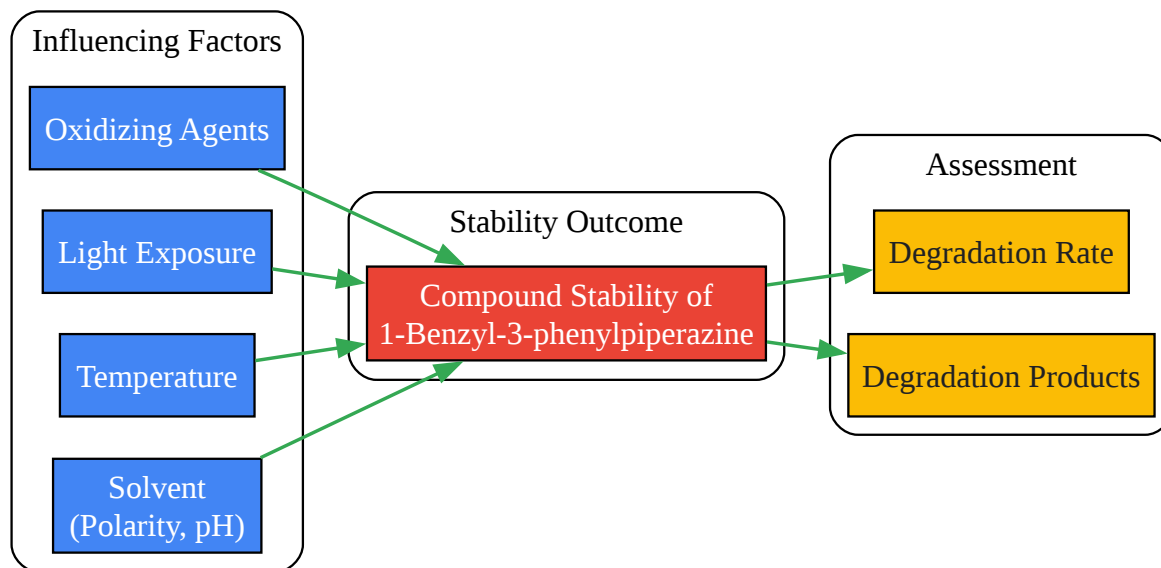 Influencing Factors
Oxidizing Agents
Light Exposure
Temperature
Solvent
(Polarity, pH)
Stability Outcome
Compound Stability of
1-Benzyl-3-phenylpiperazine
Assessment
Degradation Rate
Degradation Products